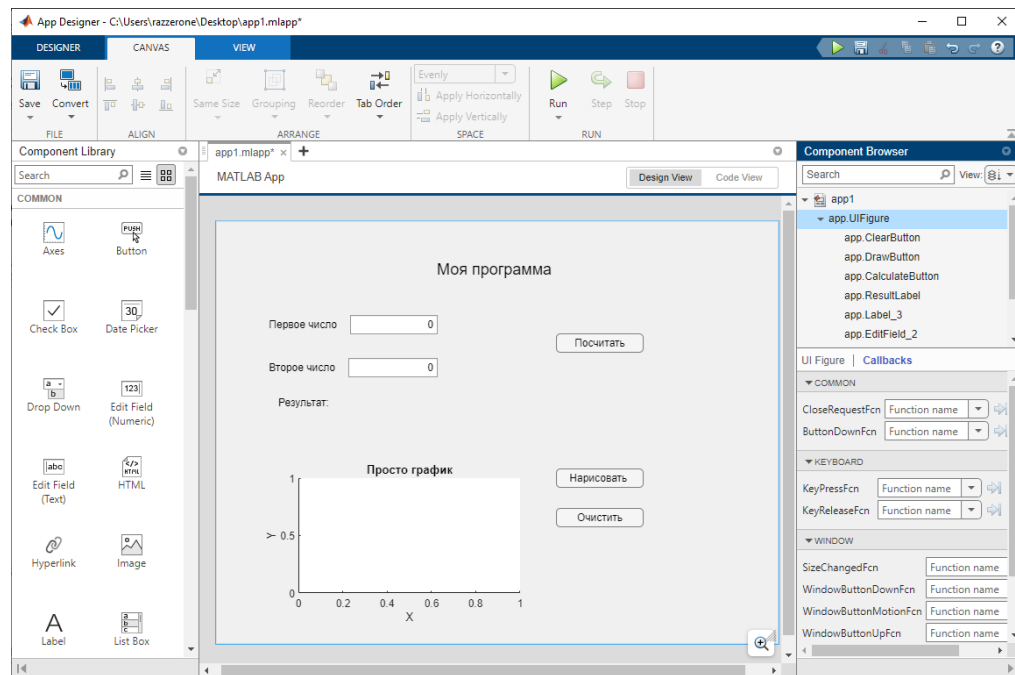 App Designer - C:\Users\razzerone\Desktop\app1.mlapp*
DESIGNER CANVAS VIEW
Save Convert Same Size Grouping Reorder Tab Order Evenly Apply Horizontally Apply Vertically Run Step Stop
FILE ALIGN ARRANGE SPACE RUN
Component Library
Search
COMMON
Axes PUSH Button
Check Box 30 Date Picker
a b Drop Down 123 Edit Field (Numeric)
abc Edit Field (Text) </> HTML HTML
Hyperlink Image
A Label a b c List Box
app1.mlapp*
MATLAB App Design View Code View
Моя программа
Первое число 0
Посчитать
Второе число 0
Результат:
Просто график
Нарисовать
Очистить
1
0.5
0
Y
0 0.2 0.4 0.6 0.8 1
X
Component Browser
Search View:
app1
app.UIFigure
app.ClearButton
app.DrawButton
app.CalculateButton
app.ResultLabel
app.Label_3
app.EditField_2
UI Figure | Callbacks
COMMON
CloseRequestFcn Function name
ButtonDownFcn Function name
KEYBOARD
KeyPressFcn Function name
KeyReleaseFcn Function name
WINDOW
SizeChangedFcn Function name
WindowButtonDownFcn Function name
WindowButtonMotionFcn Function name
WindowButtonUpFcn Function name